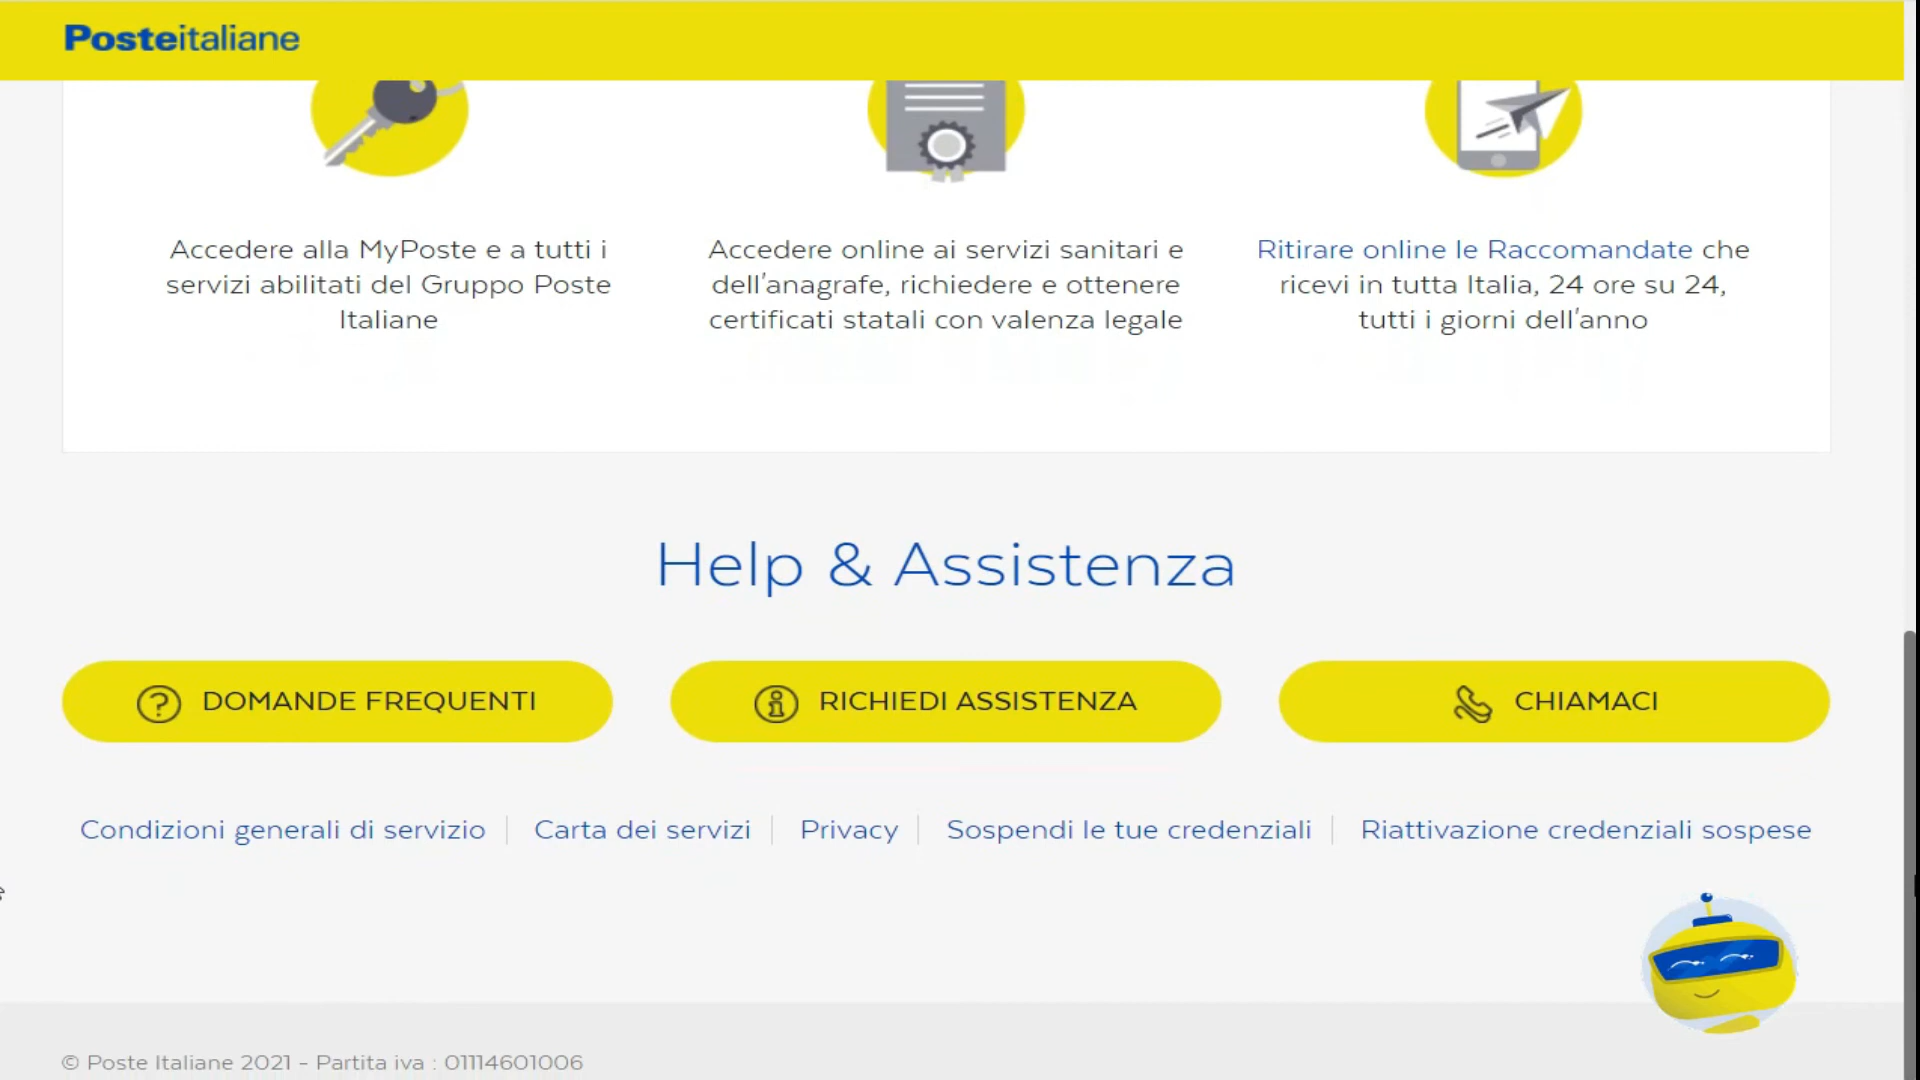 Posteitaliane
Accedere alla MyPoste e a tutti i
servizi abilitati del Gruppo Poste
Italiane
Accedere online ai servizi sanitari e
dell'anagrafe, richiedere e ottenere
certificati statali con valenza legale
Ritirare online le Raccomandate che
ricevi in tutta Italia, 24 ore su 24,
tutti i giorni dell'anno
Help & Assistenza
DOMANDE FREQUENTI
RICHIEDI ASSISTENZA
CHIAMACI
Condizioni generali di servizio
Carta dei servizi
Privacy
Sospendi le tue credenziali
Riattivazione credenziali sospese
© Poste Italiane 2021 - Partita iva : 01114601006